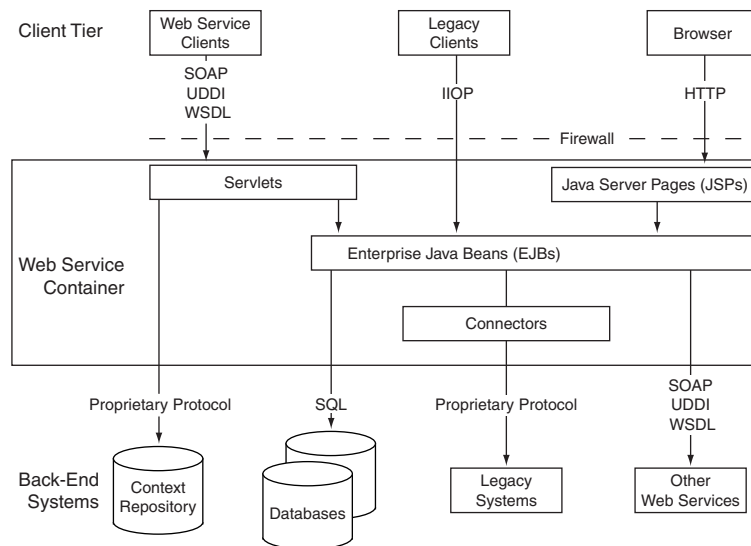 Client Tier
Web Service
Clients
Legacy
Clients
Browser
SOAP
UDDI
WSDL
IIOP
HTTP
Firewall
Servlets
Java Server Pages (JSPs)
Web Service
Container
Enterprise Java Beans (EJBs)
Connectors
Proprietary Protocol
SQL
Proprietary Protocol
SOAP
UDDI
WSDL
Back-End
Systems
Context
Repository
Databases
Legacy
Systems
Other
Web Services